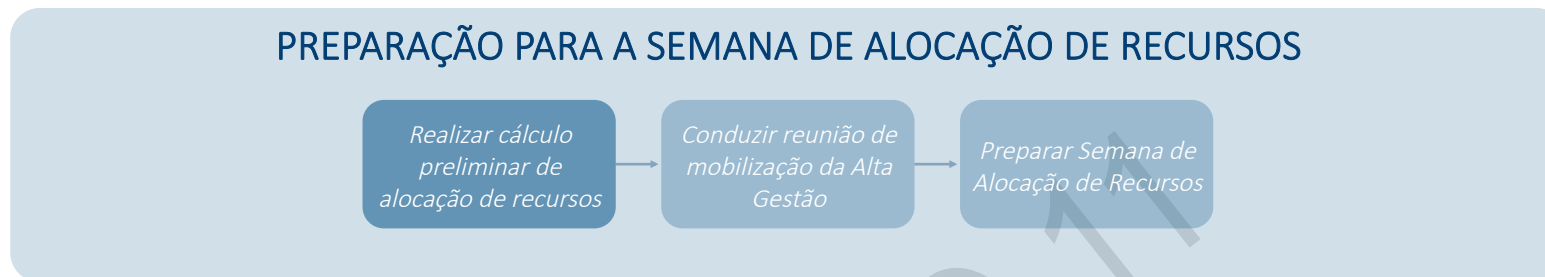 PREPARAÇÃO PARA A SEMANA DE ALOCAÇÃO DE RECURSOS
Realizar cálculo
preliminar de
alocação de recursos
Conduzir reunião de
mobilização da Alta
Gestão
Preparar Semana de
Alocação de Recursos